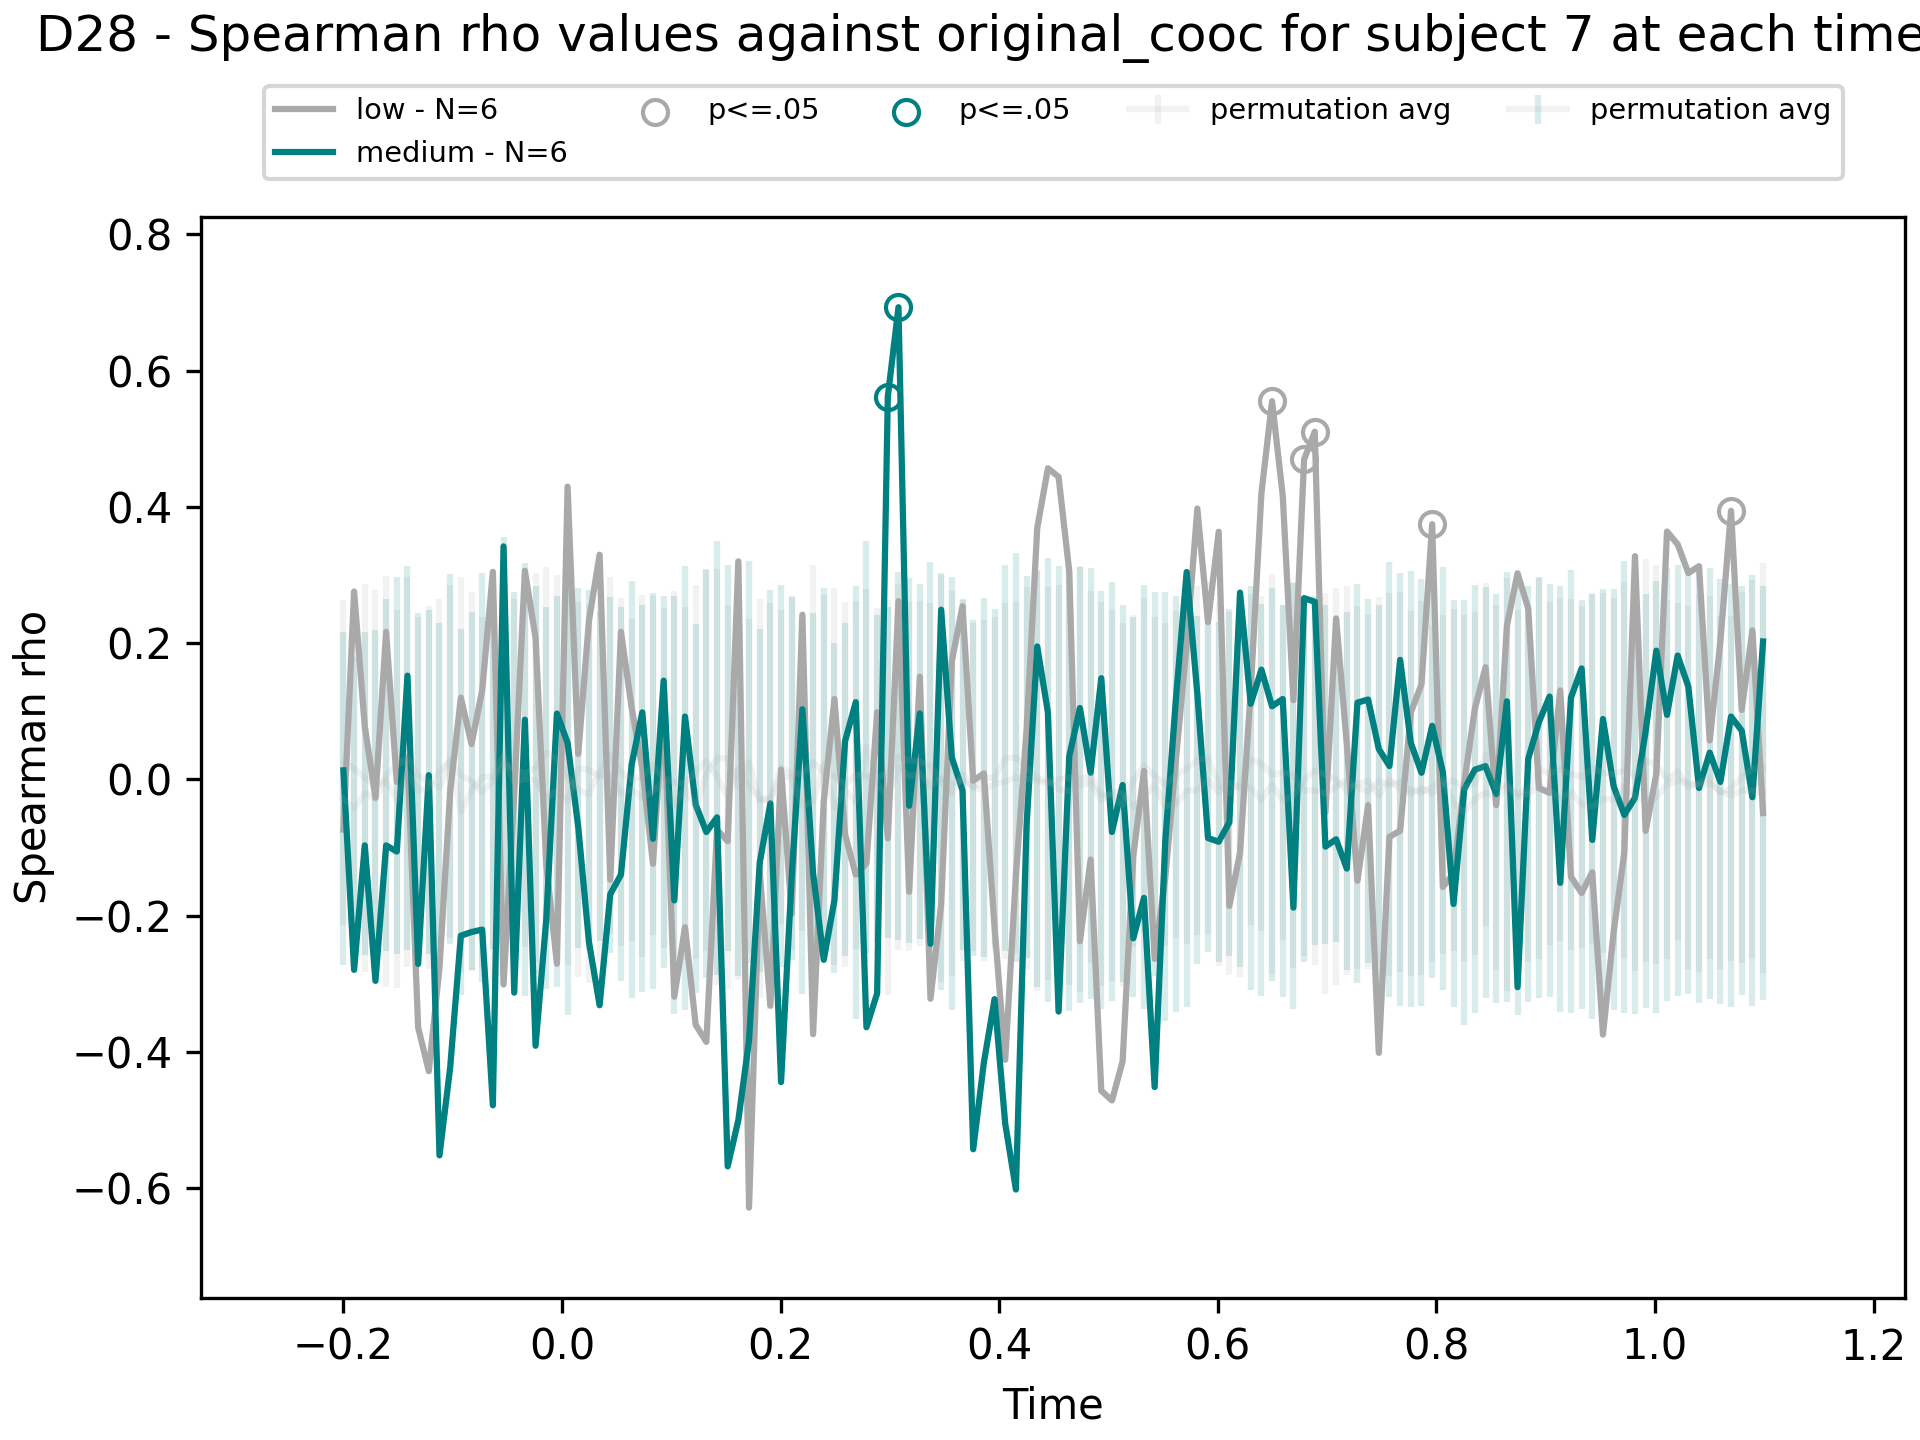 D28 - Spearman rho values against original_cooc for subject 7 at each time
low - N=6 p<=.05 p<=.05 permutation avg permutation avg
medium - N=6
0.8
0.6
0.4
0.2
0.0
−0.2
−0.4
−0.6
Spearman rho
−0.2 0.0 0.2 0.4 0.6 0.8 1.0 1.2
Time